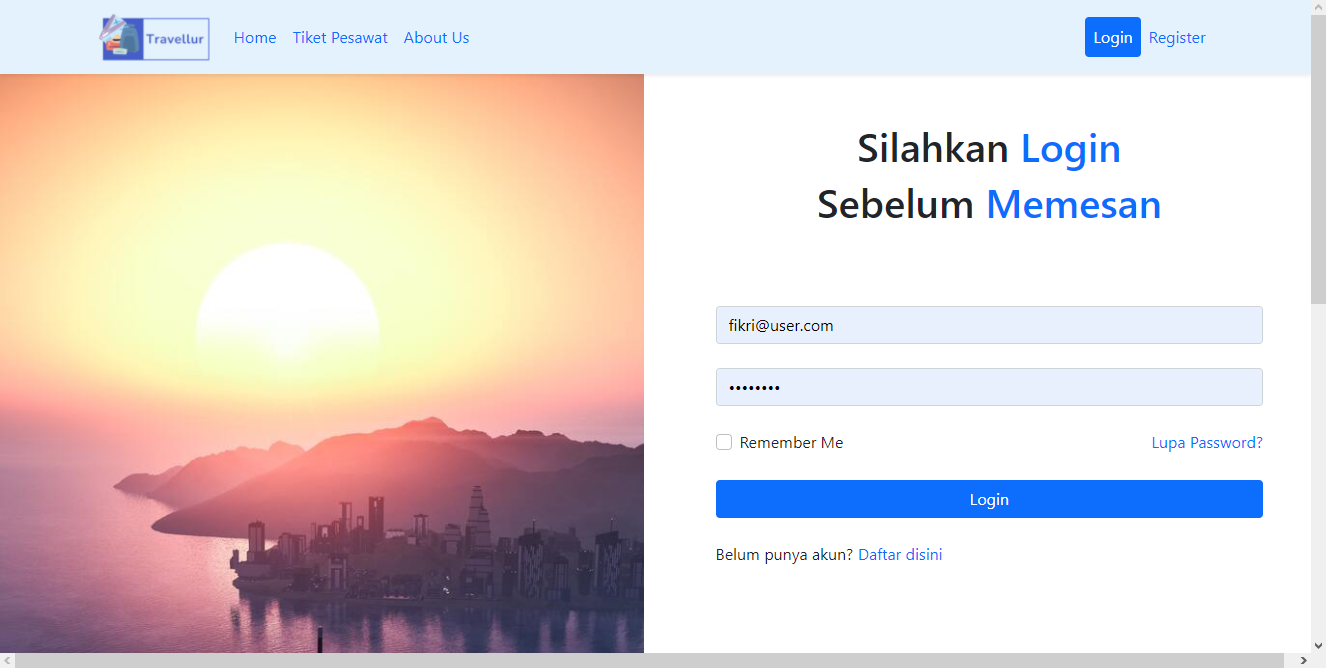 Travellur Home Tiket Pesawat About Us Login Register
Silahkan Login
Sebelum Memesan
fikri@user.com
••••••••
Remember Me Lupa Password?
Login
Belum punya akun? Daftar disini